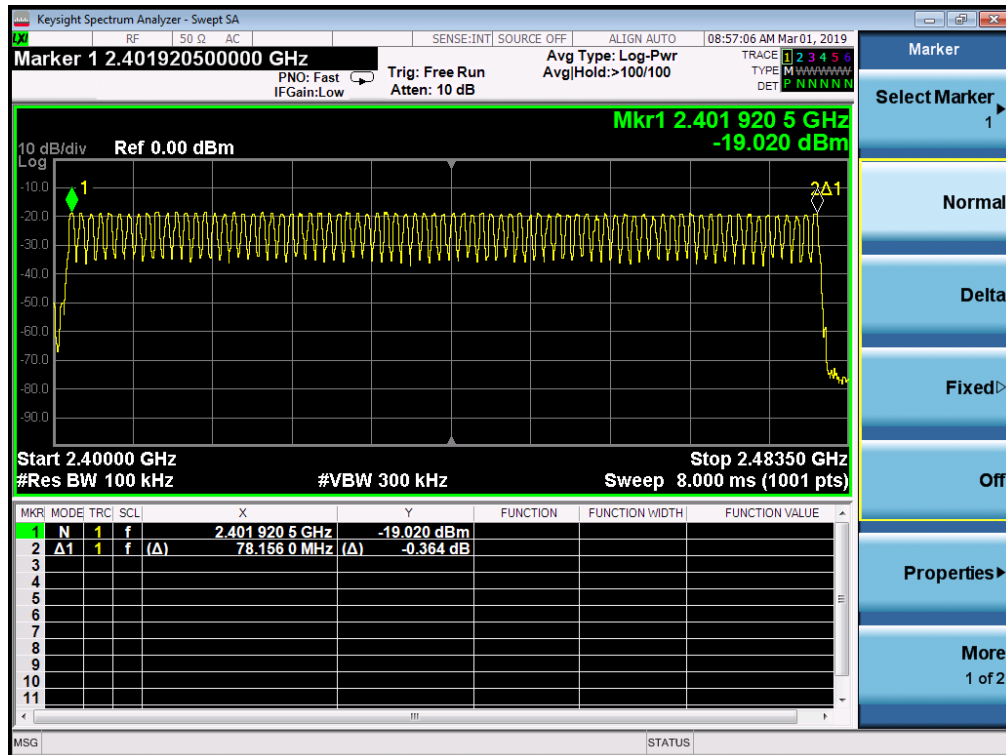 Keysight Spectrum Analyzer - Swept SA
LXI RF 50 Ω AC SENSE:INT SOURCE OFF ALIGN AUTO 08:57:06 AM Mar 01, 2019
Marker 1 2.401920500000 GHz
PNO: Fast
IFGain:Low
Trig: Free Run
Atten: 10 dB
Avg Type: Log-Pwr
Avg|Hold:>100/100
TRACE 1 2 3 4 5 6
TYPE M W W W W W
DET P N N N N N
Mkr1 2.401 920 5 GHz
-19.020 dBm
10 dB/div Ref 0.00 dBm
Log
1
2Δ1
-10.0
-20.0
-30.0
-40.0
-50.0
-60.0
-70.0
-80.0
-90.0
Start 2.40000 GHz Stop 2.48350 GHz
#Res BW 100 kHz #VBW 300 kHz Sweep 8.000 ms (1001 pts)
MKR MODE TRC SCL X Y FUNCTION FUNCTION WIDTH FUNCTION VALUE
1 N 1 f 2.401 920 5 GHz -19.020 dBm
2 Δ1 1 f (Δ) 78.156 0 MHz (Δ) -0.364 dB
3
4
5
6
7
8
9
10
11
MSG STATUS
Marker
Select Marker
1
Normal
Delta
Fixed
Off
Properties
More
1 of 2